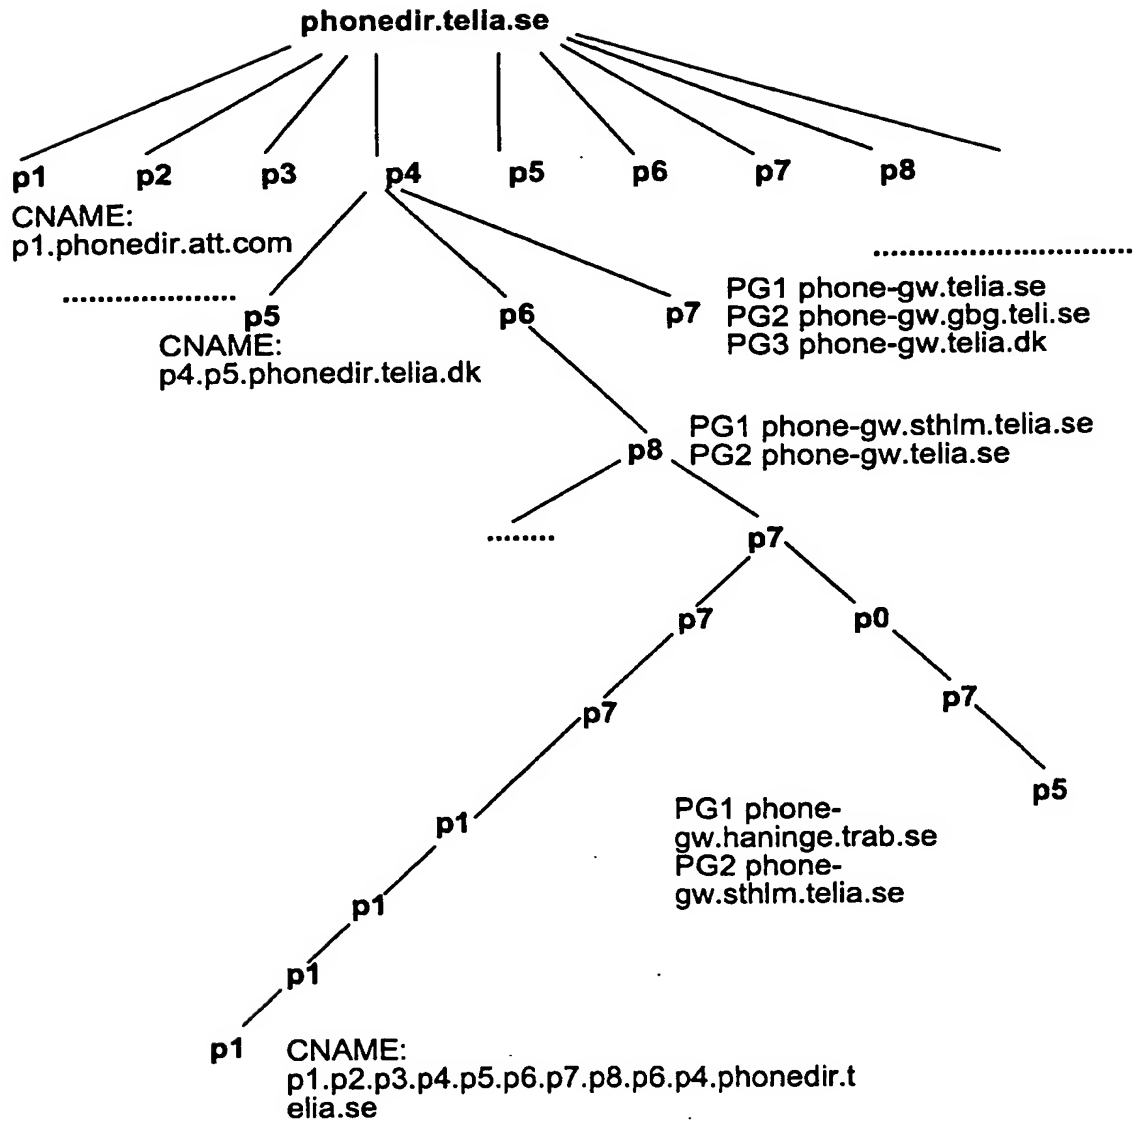 phonedir.telia.se
p1 p2 p3 p4 p5 p6 p7 p8
CNAME:
p1.phonedir.att.com
p5 p6 p7
CNAME:
p4.p5.phonedir.telia.dk
PG1 phone-gw.telia.se
PG2 phone-gw.gbg.teli.se
PG3 phone-gw.telia.dk
p8
PG1 phone-gw.sthlm.telia.se
PG2 phone-gw.telia.se
p7
p7 p0
p7 p7
p5
PG1 phone-
gw.haninge.trab.se
PG2 phone-
gw.sthlm.telia.se
p1
p1
p1
p1
CNAME:
p1.p2.p3.p4.p5.p6.p7.p8.p6.p4.phonedir.t
elia.se